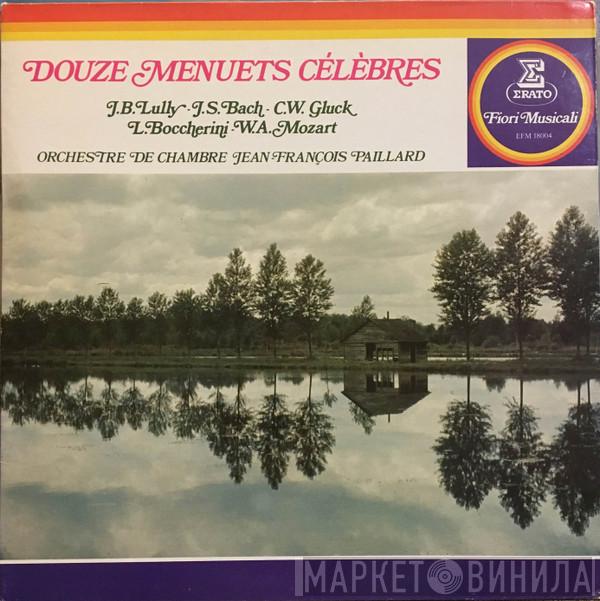 DOUZE MENUETS CÉLÈBRES
J.B.Lully · J.S.Bach · C.W. Gluck
L.Boccherini · W.A.Mozart
ORCHESTRE DE CHAMBRE JEAN-FRANÇOIS PAILLARD
ERATO
Fiori Musicali
EFM 18004
МАРКЕТ ВИНИЛА